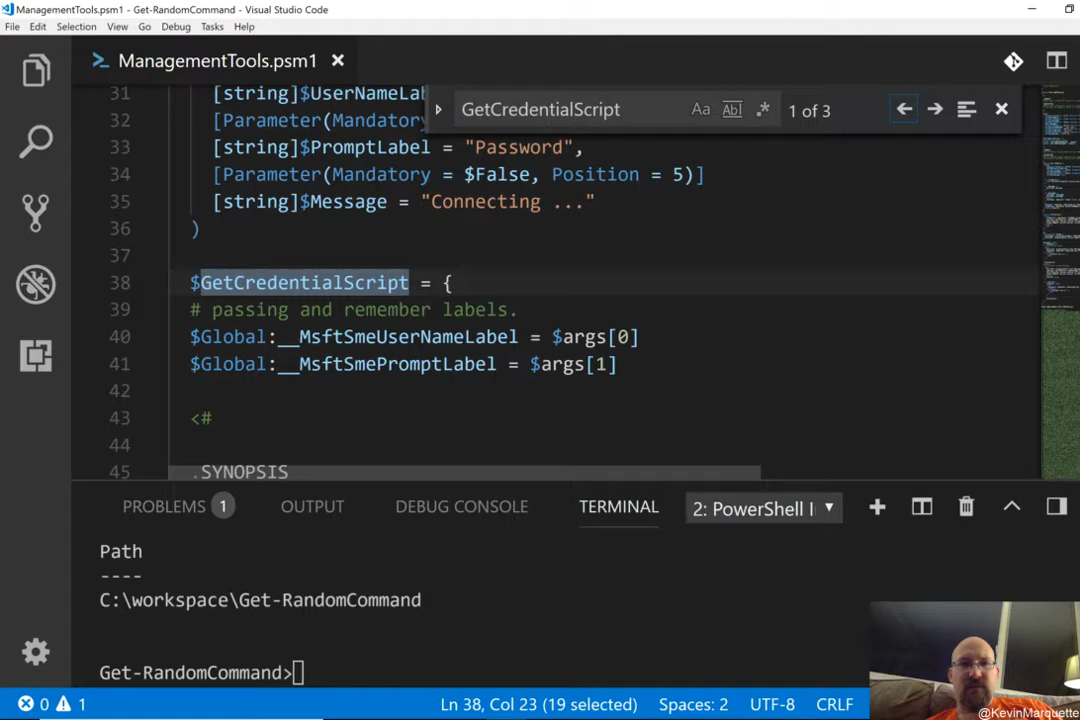 ManagementTools.psm1 - Get-RandomCommand - Visual Studio Code
File Edit Selection View Go Debug Tasks Help
ManagementTools.psm1
GetCredentialScript Aa Abl .* 1 of 3
31 [string]$UserNameLab
32 [Parameter(Mandatory
33 [string]$PromptLabel = "Password",
34 [Parameter(Mandatory = $False, Position = 5)]
35 [string]$Message = "Connecting ..."
36 )
37
38 $GetCredentialScript = {
39 # passing and remember labels.
40 $Global:__MsftSmeUserNameLabel = $args[0]
41 $Global:__MsftSmePromptLabel = $args[1]
42
43 <#
44
45 .SYNOPSIS
PROBLEMS 1 OUTPUT DEBUG CONSOLE TERMINAL 2: PowerShell I
Path
----
C:\workspace\Get-RandomCommand
Get-RandomCommand>
0 1 Ln 38, Col 23 (19 selected) Spaces: 2 UTF-8 CRLF
@KevinMarquette